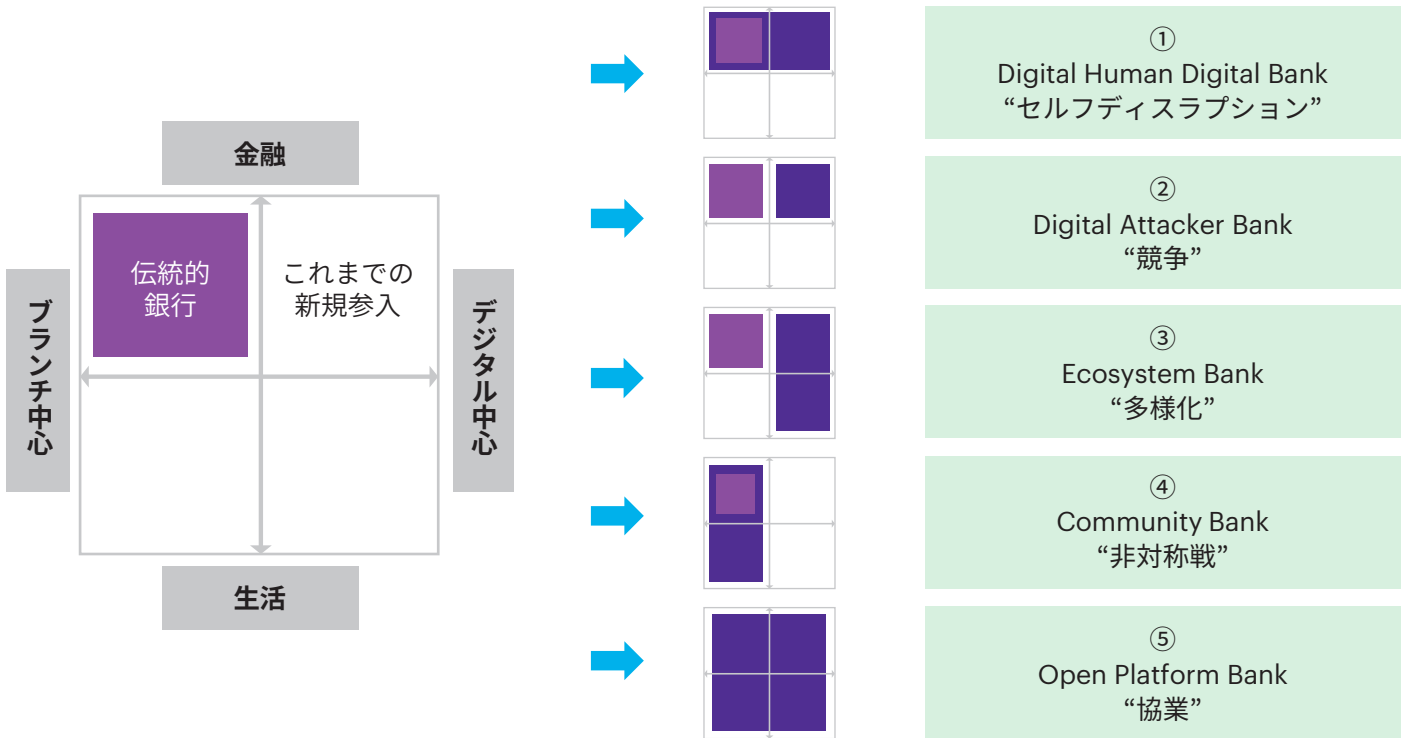 金融
ブランチ中心
伝統的
銀行
これまでの
新規参入
デジタル中心
生活
①
Digital Human Digital Bank
“セルフディスラプション”
②
Digital Attacker Bank
“競争”
③
Ecosystem Bank
“多様化”
④
Community Bank
“非対称戦”
⑤
Open Platform Bank
“協業”